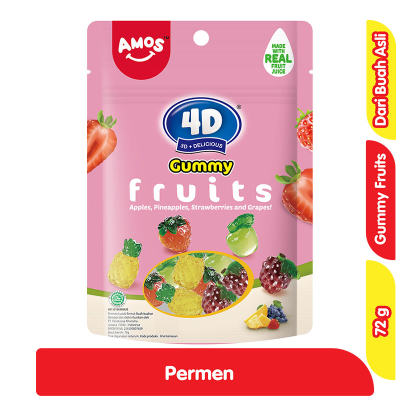 AMOS
MADE WITH
REAL
FRUIT JUICE
4D
3D + DELICIOUS
Gummy
fruits
Apples, Pineapples, Strawberries and Grapes!
Dari Buah Asli
Gummy Fruits
72 g
Permen